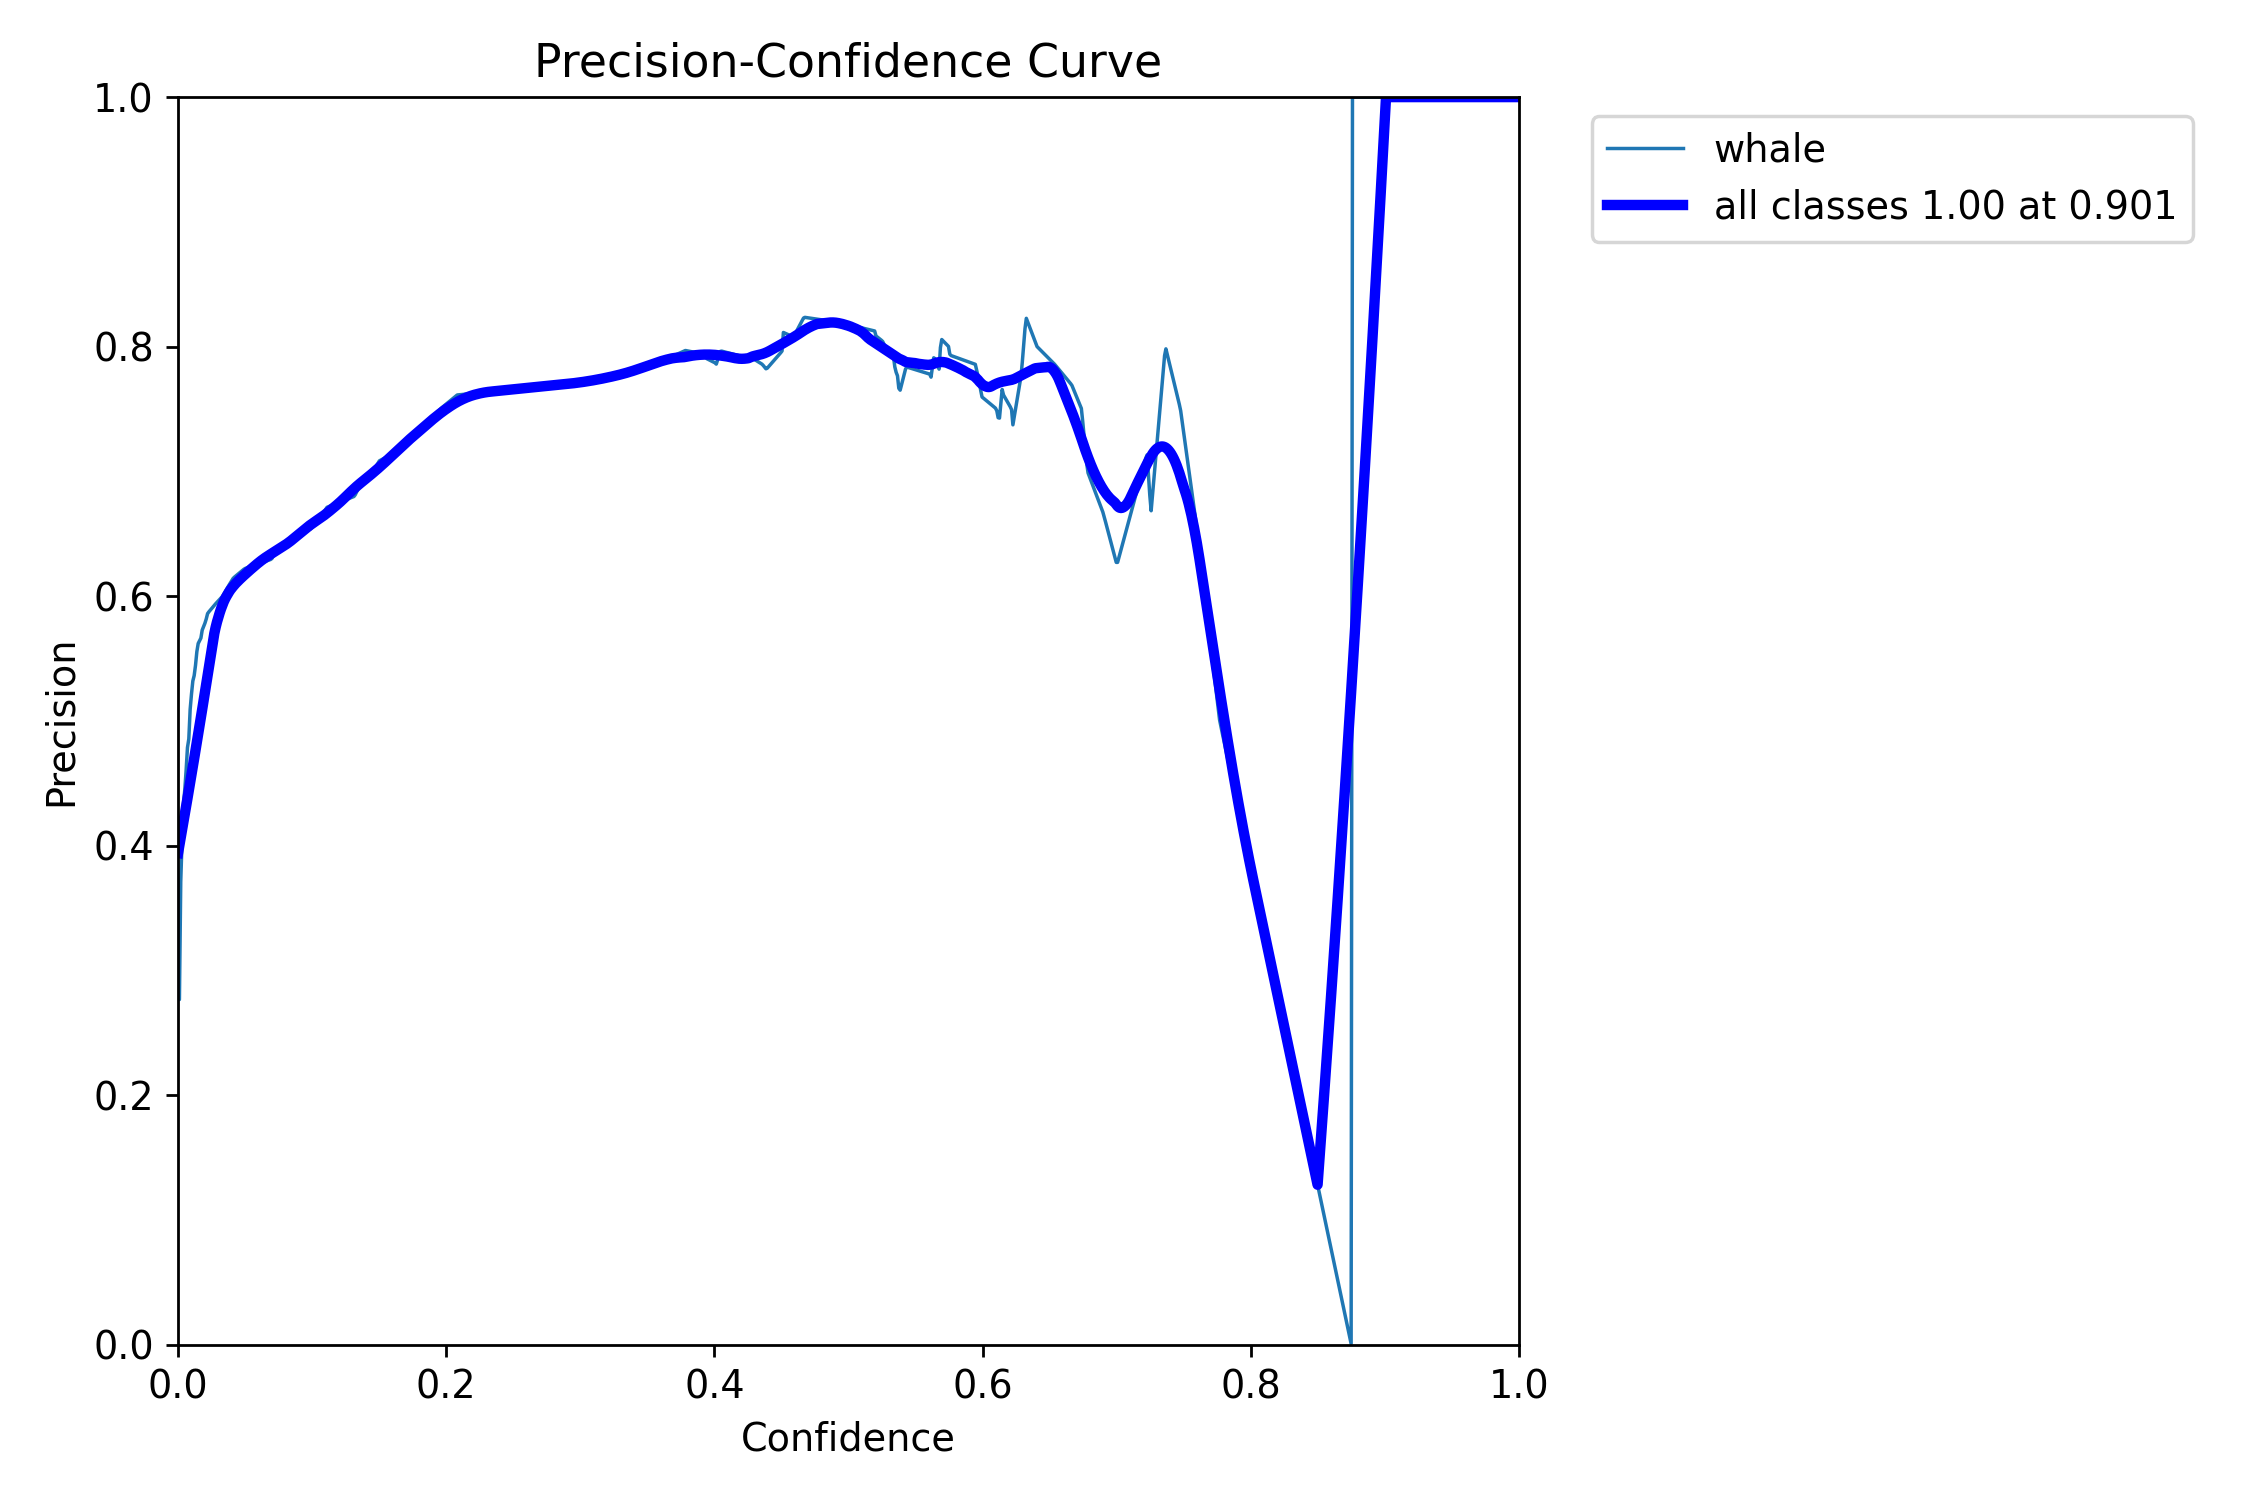 Precision-Confidence Curve
whale
all classes 1.00 at 0.901
Precision
1.0
0.8
0.6
0.4
0.2
0.0
0.0 0.2 0.4 0.6 0.8 1.0
Confidence